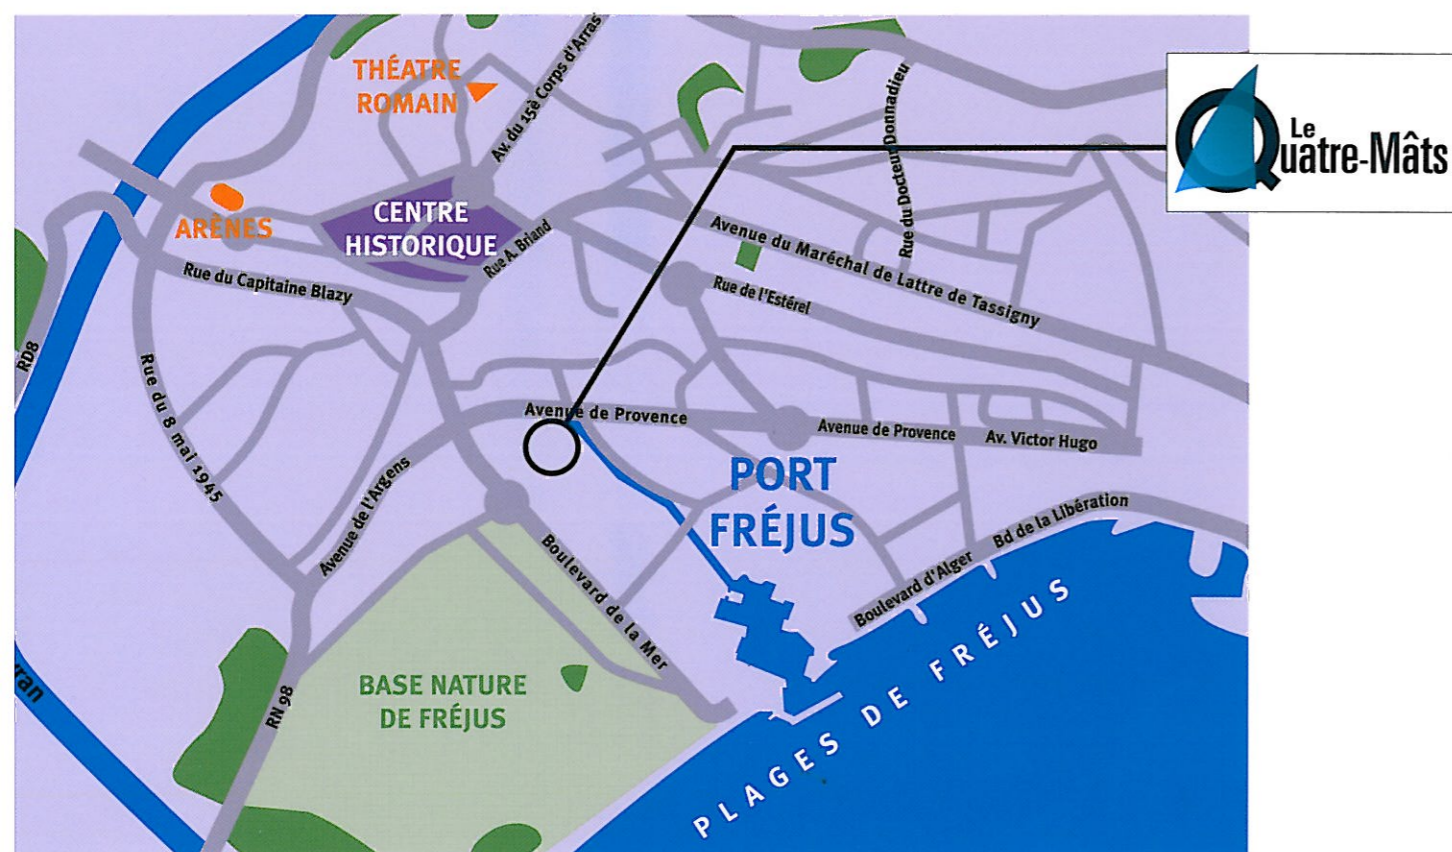 THÉATRE
ROMAIN
Av. du 15è Corps d'Arras
Rue du Docteur Donnadieu
Le
Quatre-Mâts
ARÈNES
CENTRE
HISTORIQUE
Rue A. Briand
Avenue du Maréchal de Lattre de Tassigny
Rue du Capitaine Blazy
Rue de l'Estérel
RD8
Rue du 8 mai 1945
Avenue de Provence
Avenue de Provence
Av. Victor Hugo
Avenue de l'Argens
PORT
FRÉJUS
Boulevard de la Mer
Boulevard d'Alger
Bd de la Libération
BASE NATURE
DE FRÉJUS
RN 98
PLAGES DE FRÉJUS